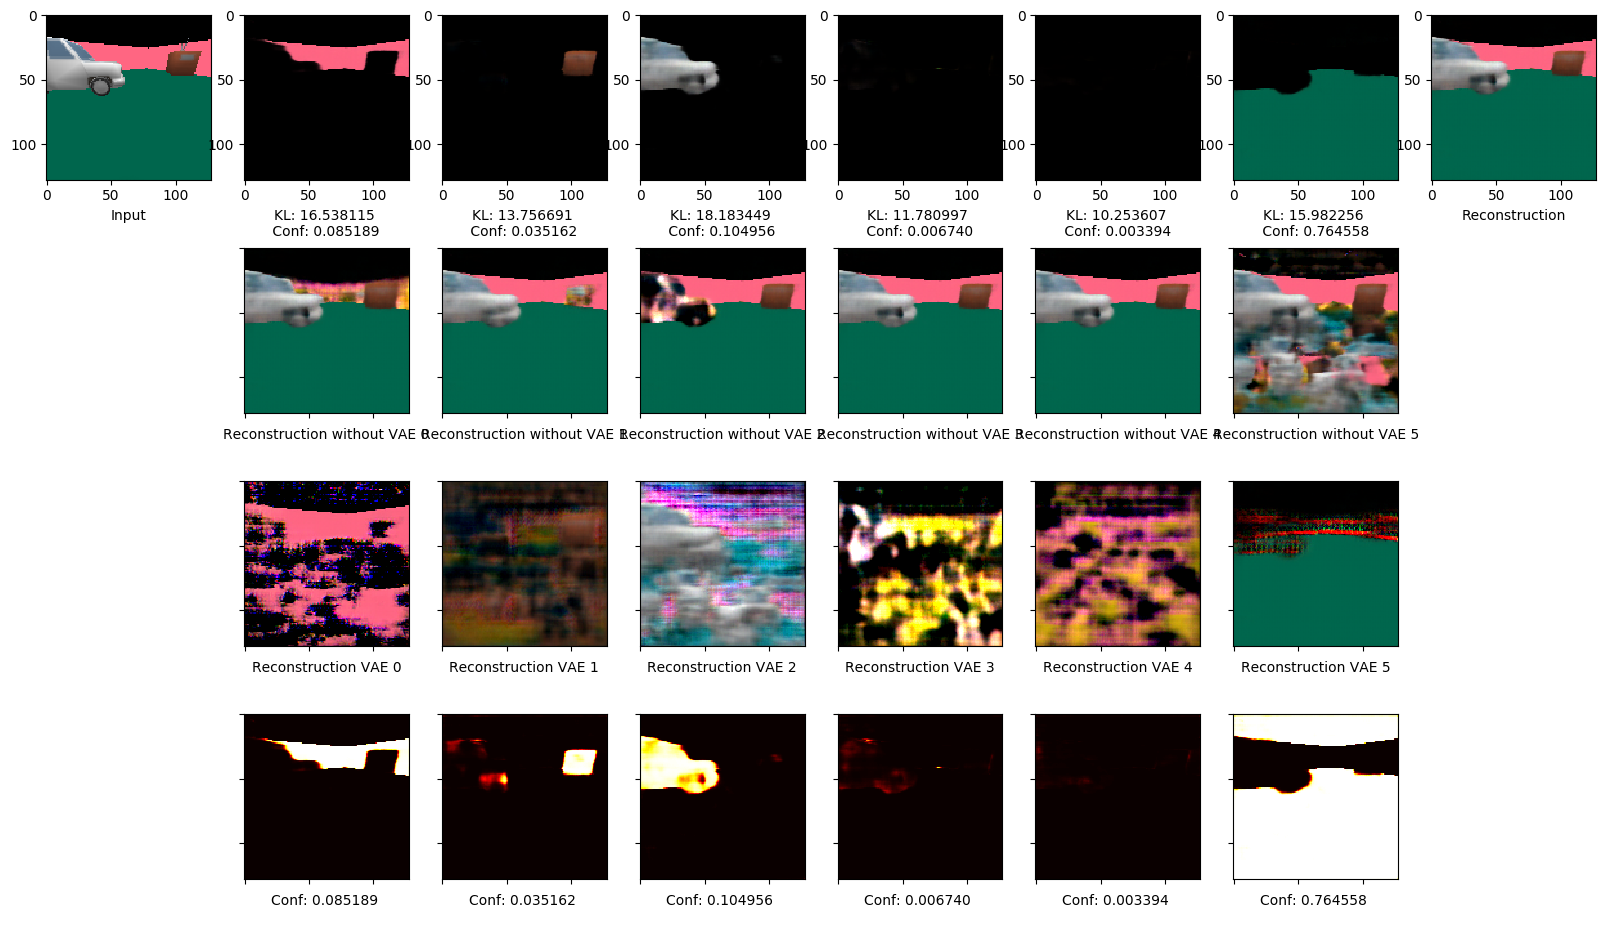 0 0 0 0 0 0 0 0
50 50 50 50 50 50 50 50
100 100 100 100 100 100 100 100
0 50 100 0 50 100 0 50 100 0 50 100 0 50 100 0 50 100 0 50 100 0 50 100
Input KL: 16.538115 KL: 13.756691 KL: 18.183449 KL: 11.780997 KL: 10.253607 KL: 15.982256 Reconstruction
Conf: 0.085189 Conf: 0.035162 Conf: 0.104956 Conf: 0.006740 Conf: 0.003394 Conf: 0.764558
Reconstruction without VAE 0 Reconstruction without VAE 1 Reconstruction without VAE 2 Reconstruction without VAE 3 Reconstruction without VAE 4 Reconstruction without VAE 5
Reconstruction VAE 0 Reconstruction VAE 1 Reconstruction VAE 2 Reconstruction VAE 3 Reconstruction VAE 4 Reconstruction VAE 5
Conf: 0.085189 Conf: 0.035162 Conf: 0.104956 Conf: 0.006740 Conf: 0.003394 Conf: 0.764558